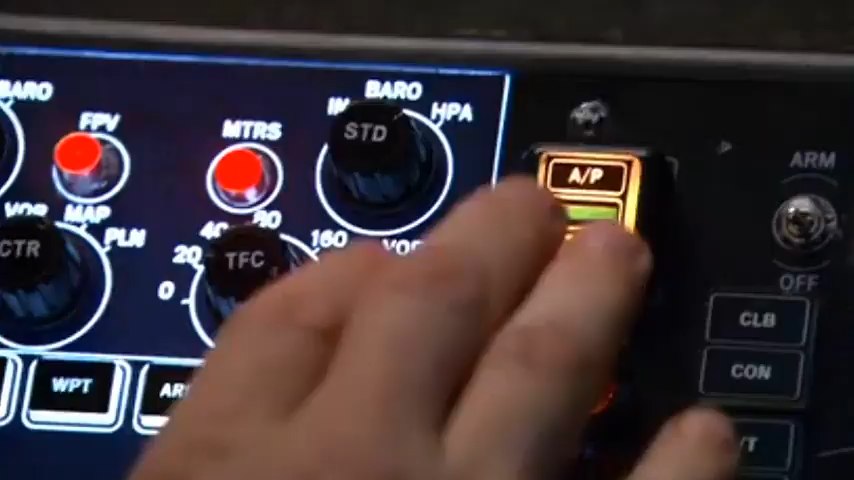 BARO
FPV
MTRS
BARO
IN
HPA
STD
A/P
ARM
OFF
VOR
MAP
PLN
CTR
0
20
40
80
160
TFC
WPT
CLB
CON